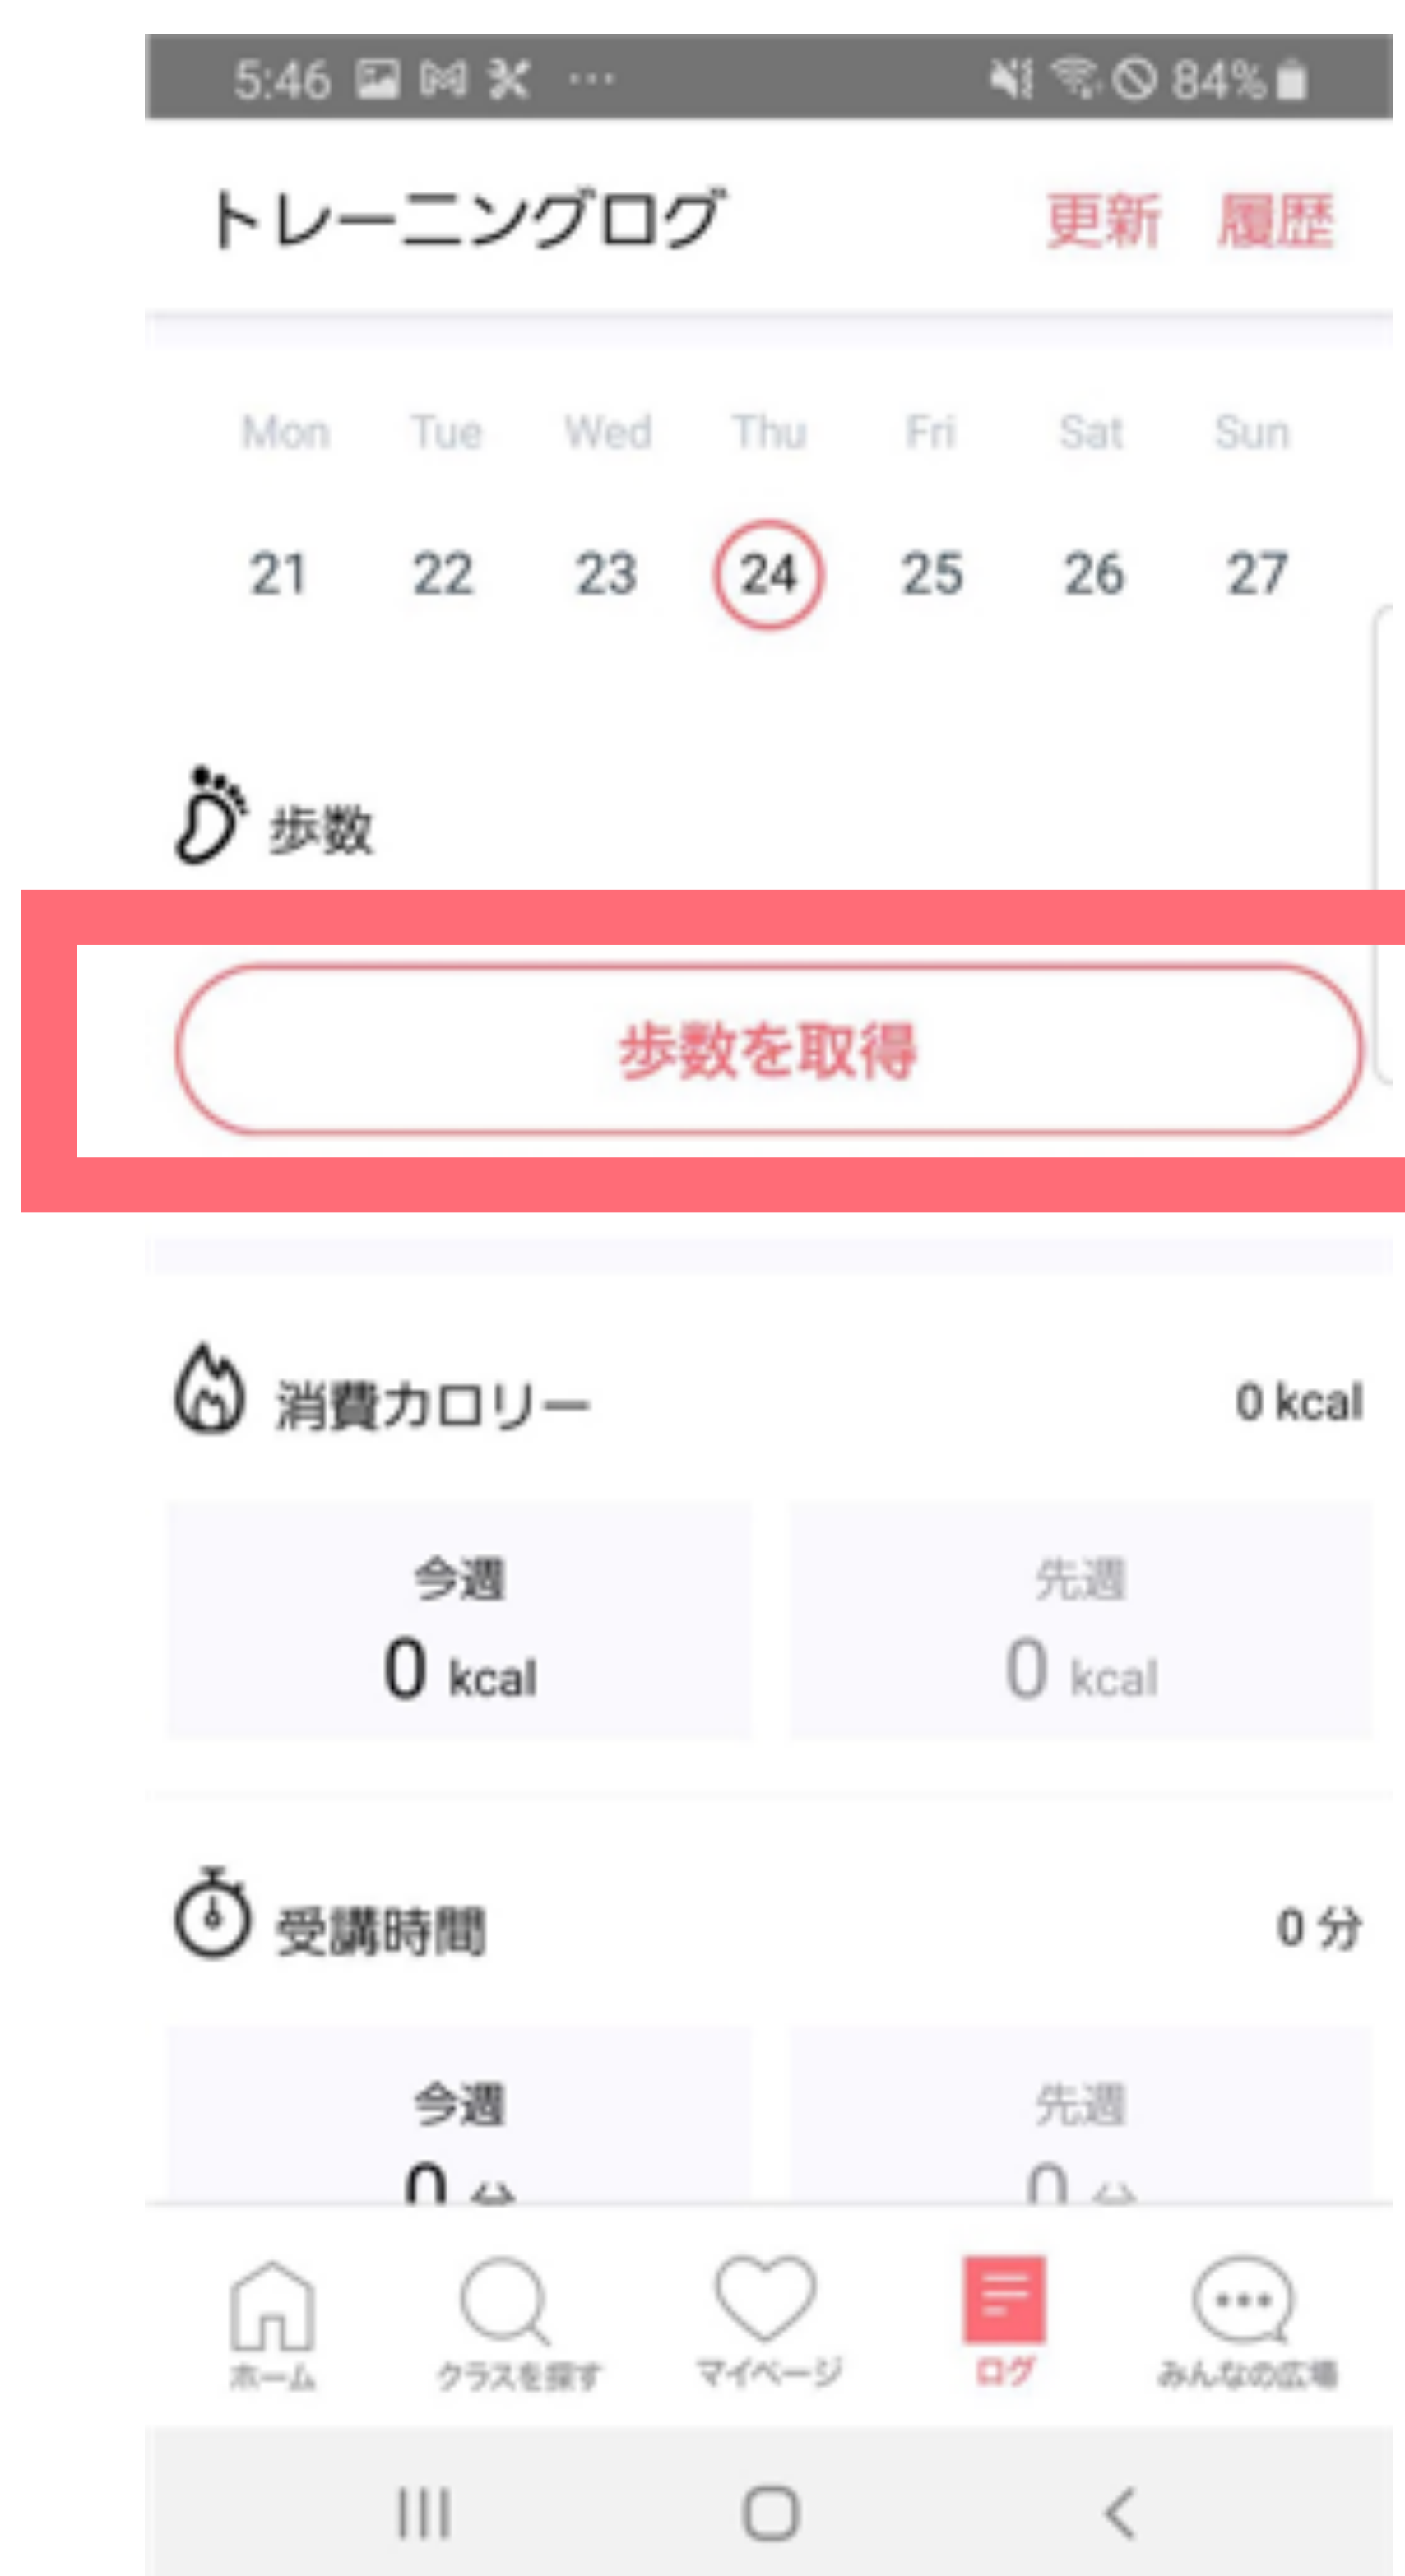 5:46 84%
トレーニングログ 更新 履歴
Mon Tue Wed Thu Fri Sat Sun
21 22 23 24 25 26 27
歩数
歩数を取得
消費カロリー 0 kcal
今週 先週
0 kcal 0 kcal
受講時間 0 分
今週 先週
0 分 0 分
ホーム クラスを探す マイページ ログ みんなの広場